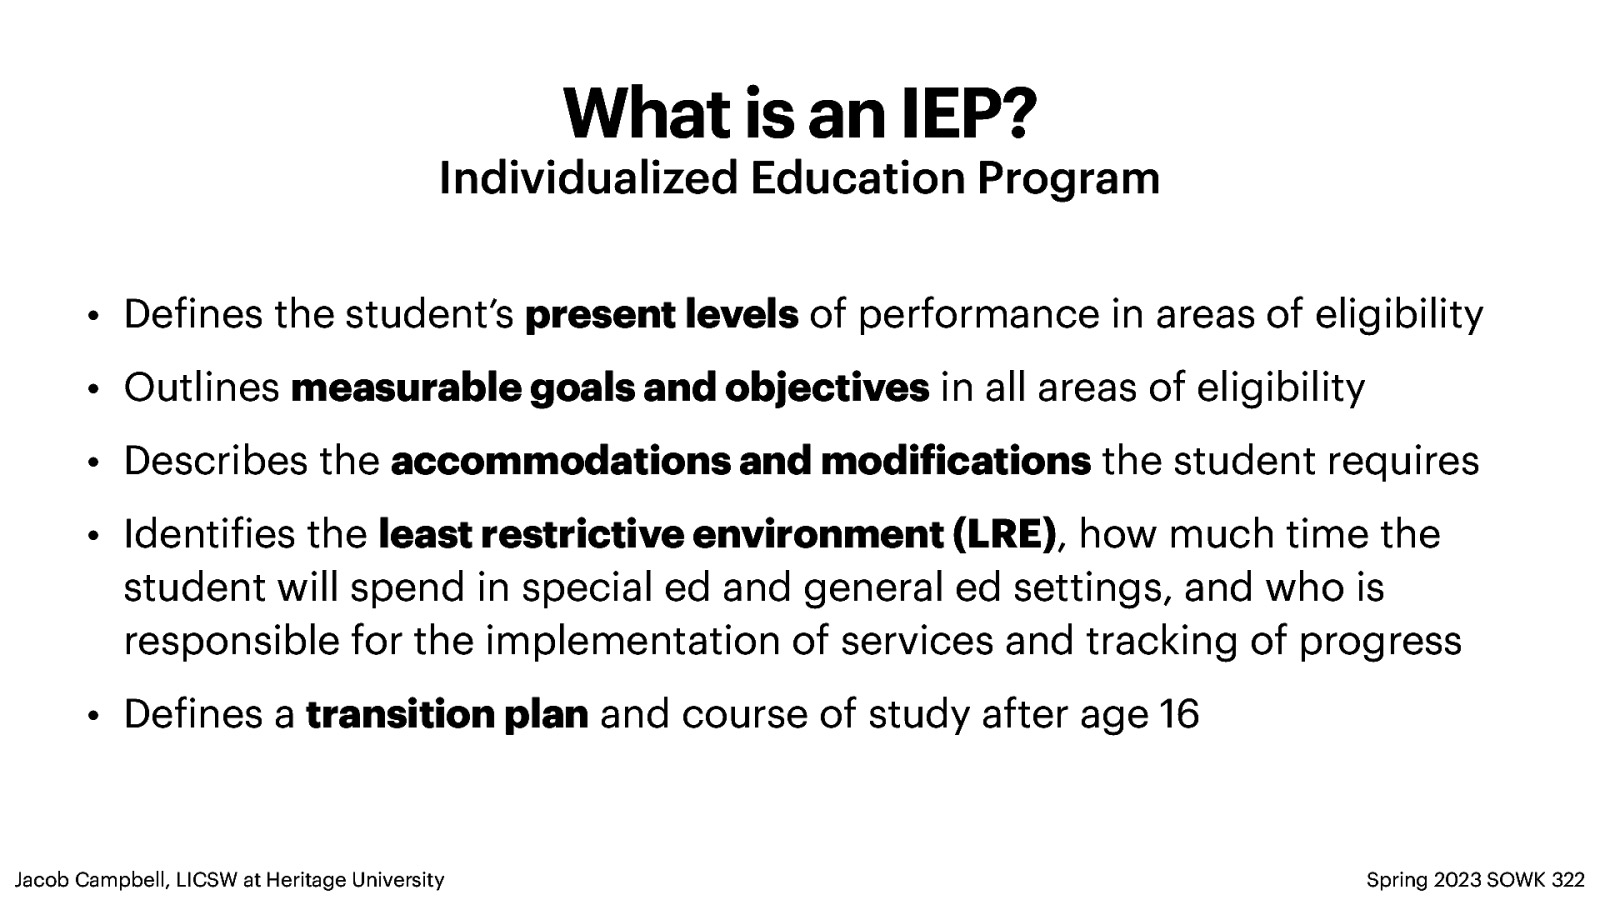 What is an IEP?
Individualized Education Program
• Defines the student’s present levels of performance in areas of eligibility
• Outlines measurable goals and objectives in all areas of eligibility
• Describes the accommodations and modifications the student requires
• Identifies the least restrictive environment (LRE), how much time the
student will spend in special ed and general ed settings, and who is
responsible for the implementation of services and tracking of progress
• Defines a transition plan and course of study after age 16
Jacob Campbell, LICSW at Heritage University
Spring 2023 SOWK 322